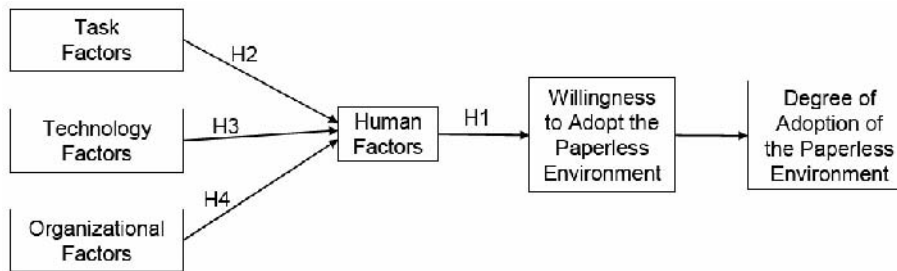 Task
Factors
H2
Technology
Factors
H3
Organizational
Factors
H4
Human
Factors
H1
Willingness
to Adopt the
Paperless
Environment
Degree of
Adoption of
the Paperless
Environment